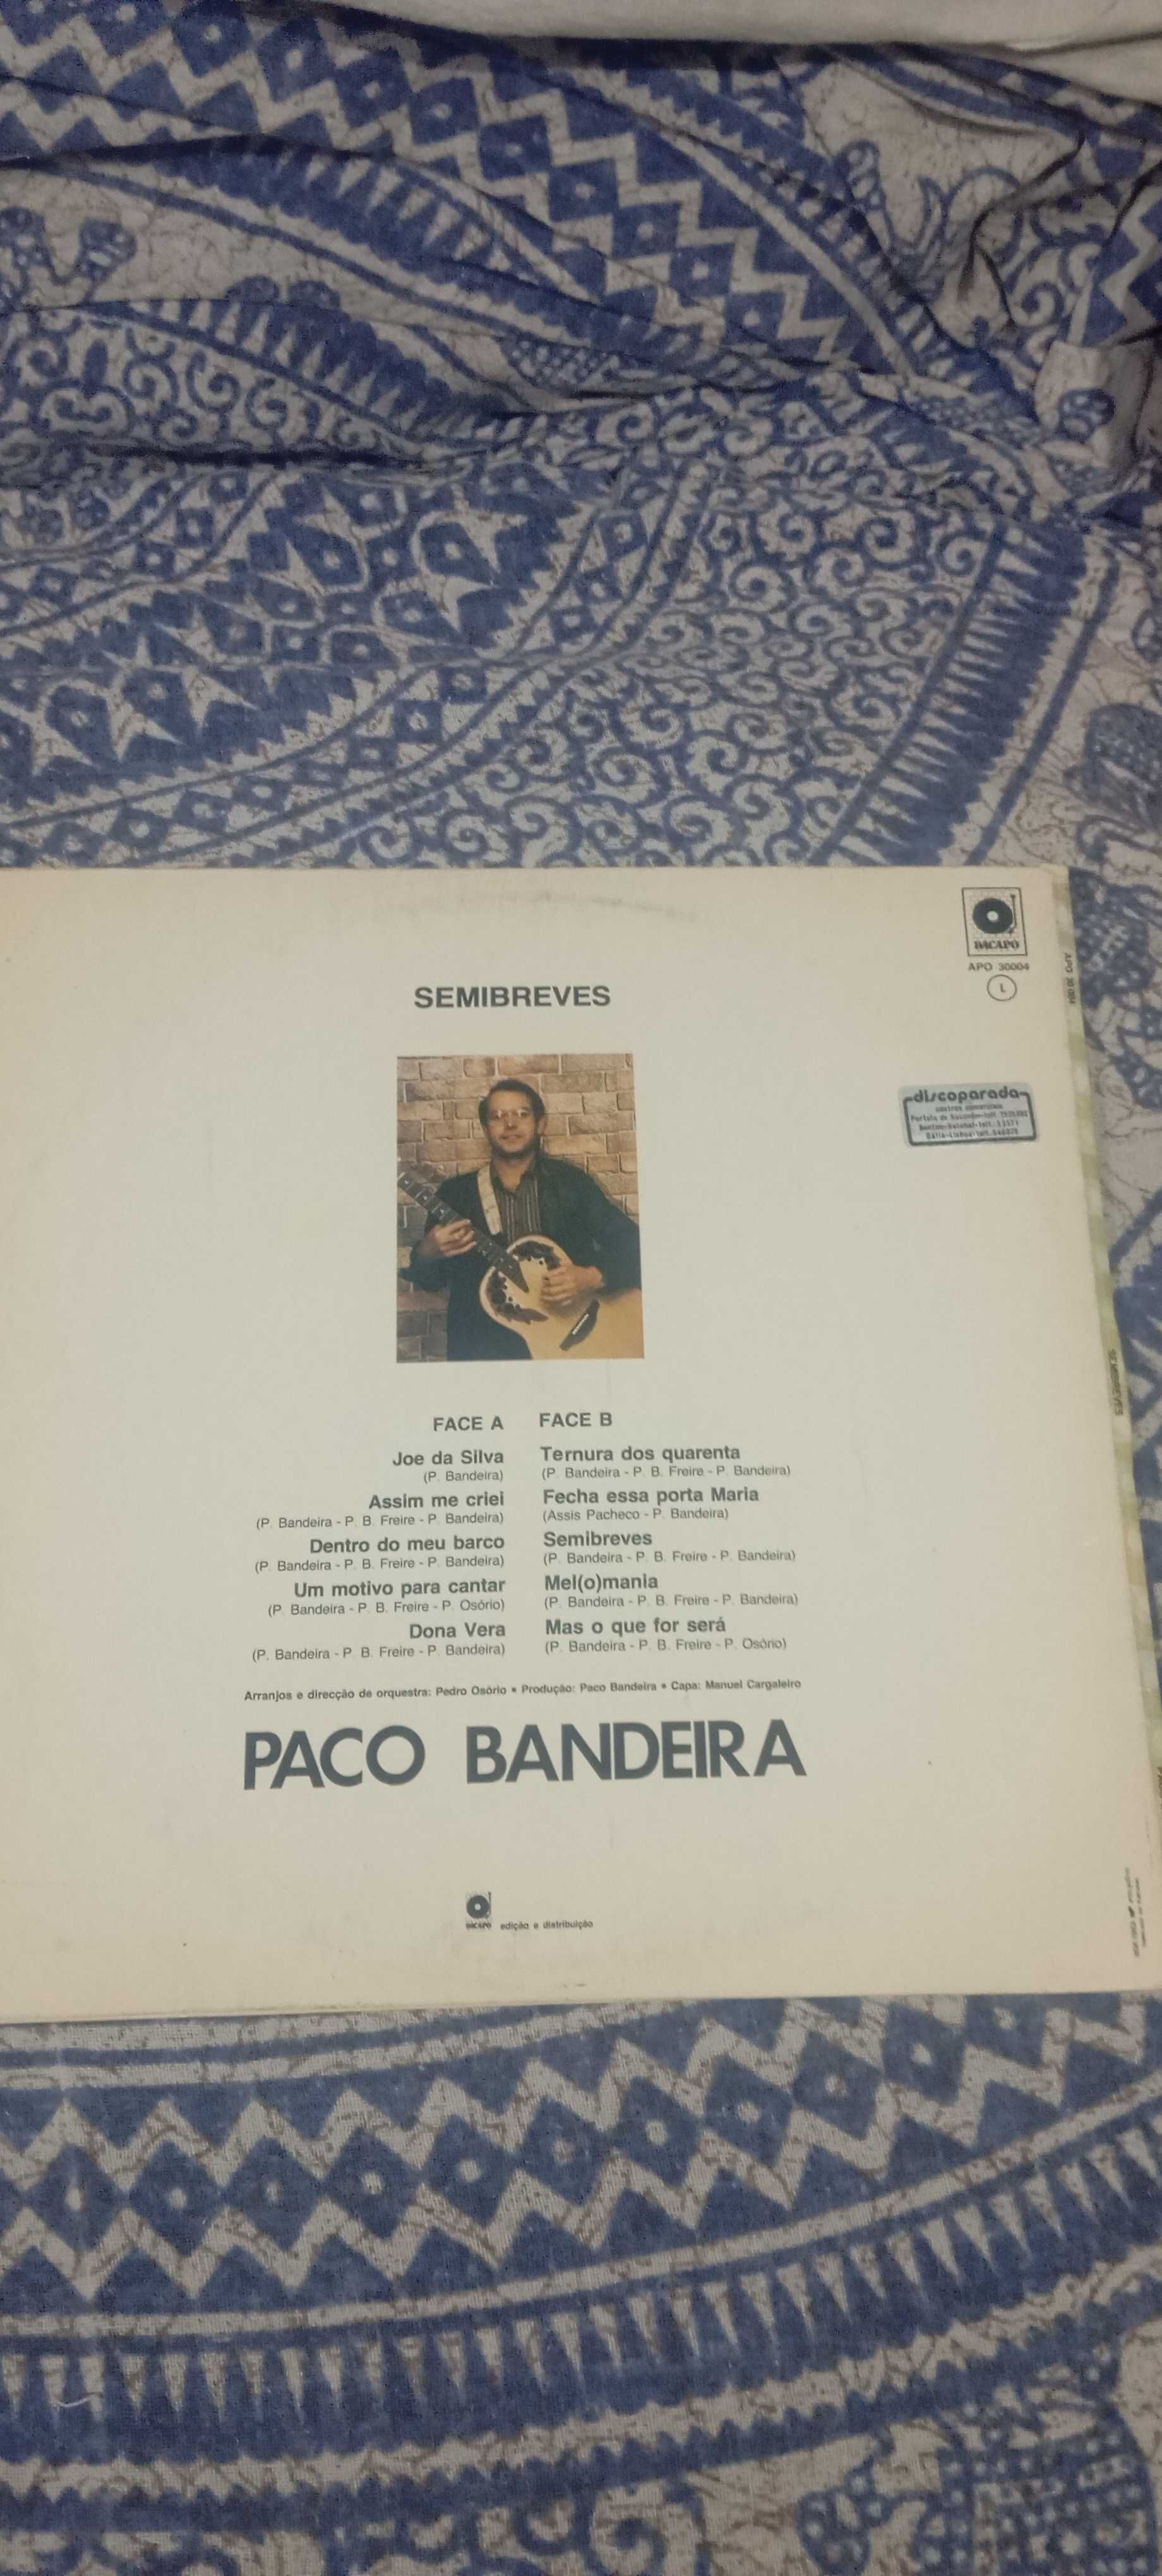 DACAPO
APO 30004
L
SEMIBREVES
discoparada
FACE A
Joe da Silva
(P. Bandeira)
Assim me criei
(P. Bandeira - P. B. Freire - P. Bandeira)
Dentro do meu barco
(P. Bandeira - P. B. Freire - P. Bandeira)
Um motivo para cantar
(P. Bandeira - P. B. Freire - P. Osório)
Dona Vera
(P. Bandeira - P. B. Freire - P. Bandeira)
FACE B
Ternura dos quarenta
(P. Bandeira - P. B. Freire - P. Bandeira)
Fecha essa porta Maria
(Assis Pacheco - P. Bandeira)
Semibreves
(P. Bandeira - P. B. Freire - P. Bandeira)
Mel(o)mania
(P. Bandeira - P. B. Freire - P. Bandeira)
Mas o que for será
(P. Bandeira - P. B. Freire - P. Osório)
Arranjos e direcção de orquestra: Pedro Osório • Produção: Paco Bandeira • Capa: Manuel Cargaleiro
PACO BANDEIRA
DACAPO edição e distribuição
APO 30 004
SEMIBREVES